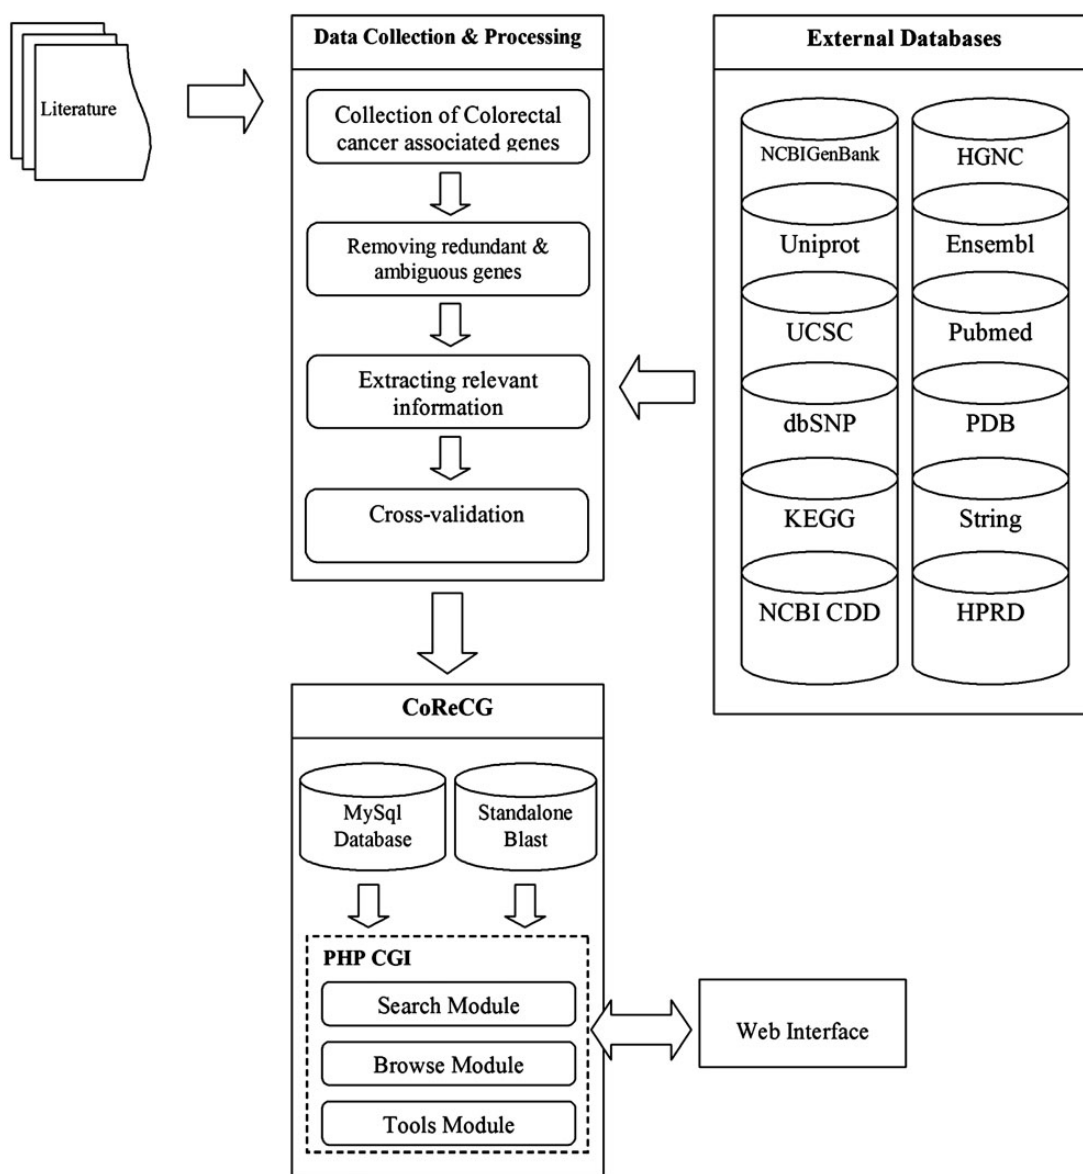 Literature
Data Collection & Processing
Collection of Colorectal
cancer associated genes
Removing redundant &
ambiguous genes
Extracting relevant
information
Cross-validation
External Databases
NCBIGenBank
HGNC
Uniprot
Ensembl
UCSC
Pubmed
dbSNP
PDB
KEGG
String
NCBI CDD
HPRD
CoReCG
MySql
Database
Standalone
Blast
PHP CGI
Search Module
Browse Module
Tools Module
Web Interface